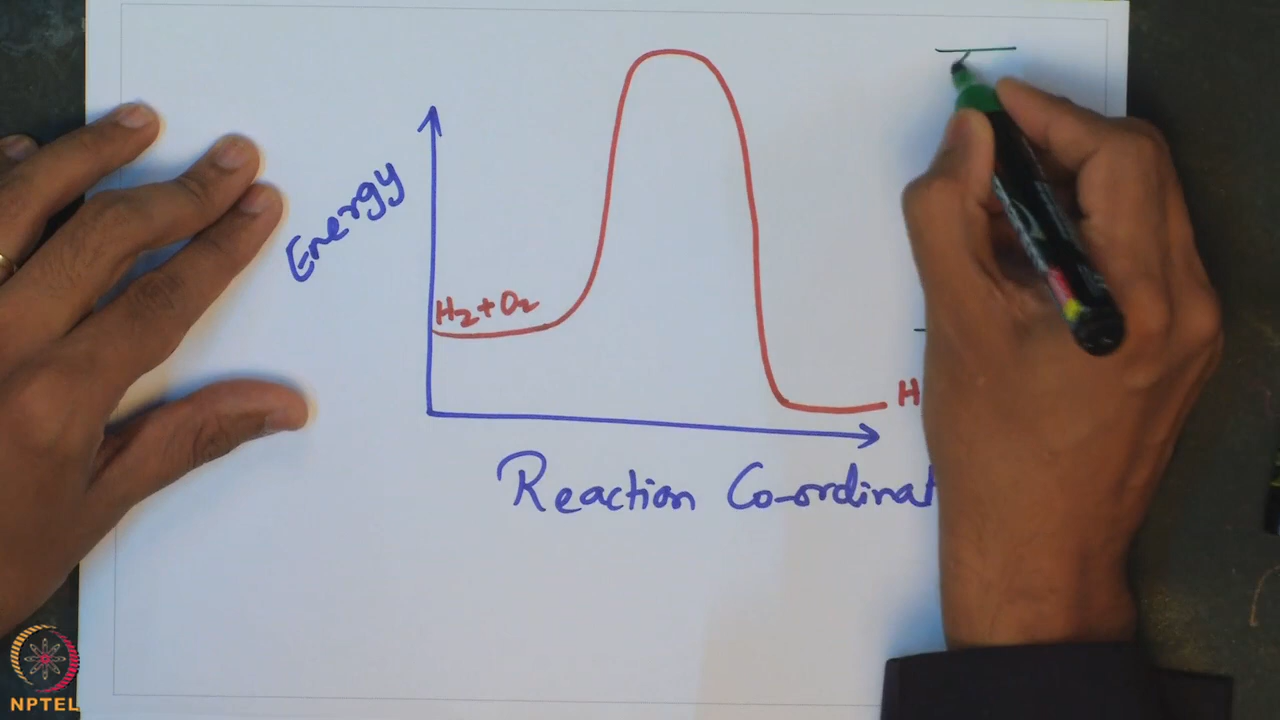 Energy
H₂+O₂
H
Reaction Co-ordinat
NPTEL